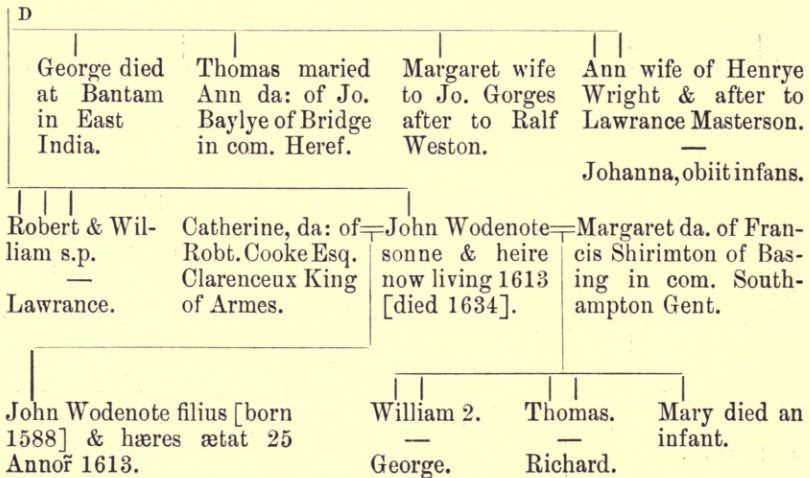 D
George died
at Bantam
in East
India.
Thomas maried
Ann da: of Jo.
Baylye of Bridge
in com. Heref.
Margaret wife
to Jo. Gorges
after to Ralf
Weston.
Ann wife of Henrye
Wright & after to
Lawrance Masterson.
—
Johanna, obiit infans.
Robert & Wil-
liam s.p.
—
Lawrance.
Catherine, da: of
Robt. Cooke Esq.
Clarenceux King
of Armes.
John Wodenote
sonne & heire
now living 1613
[died 1634].
Margaret da. of Fran-
cis Shirimton of Bas-
ing in com. South-
ampton Gent.
John Wodenote filius [born
1588] & hæres ætat 25
Annor̃ 1613.
William 2.
—
George.
Thomas.
—
Richard.
Mary died an
infant.